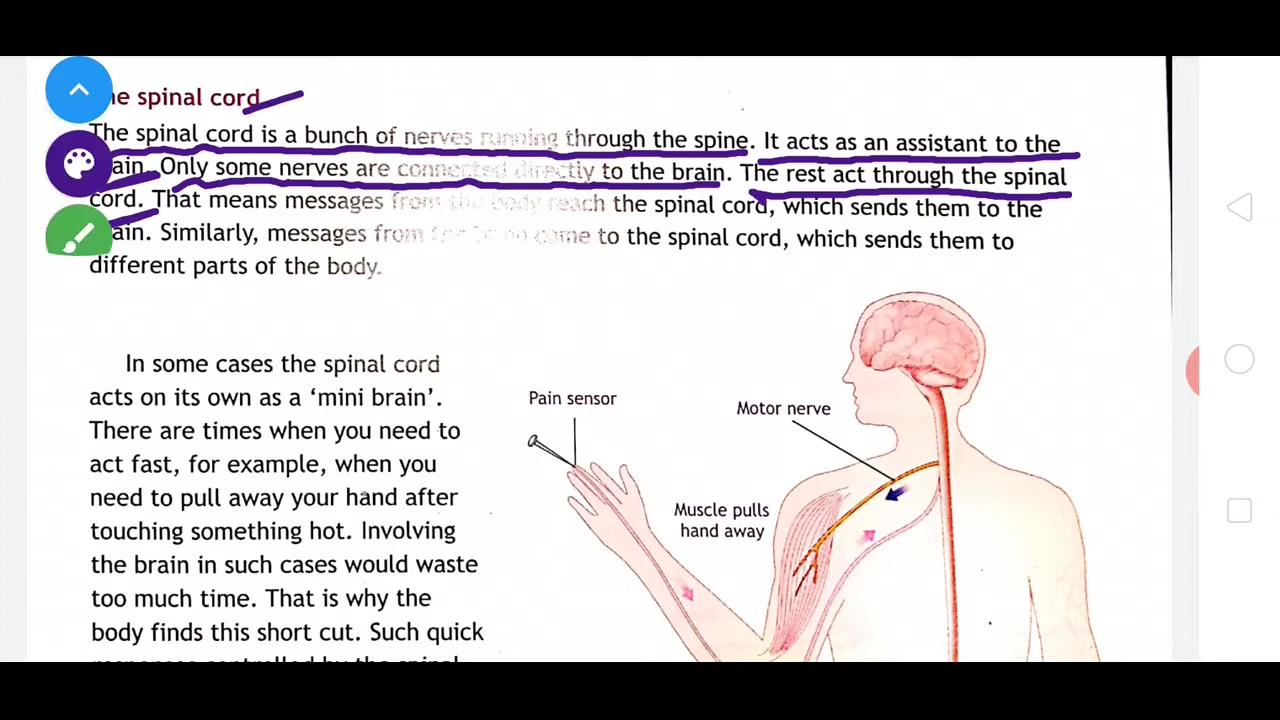 he spinal cord
The spinal cord is a bunch of nerves running through the spine. It acts as an assistant to the
ain. Only some nerves are connected directly to the brain. The rest act through the spinal
cord. That means messages from the body reach the spinal cord, which sends them to the
ain. Similarly, messages from the brain come to the spinal cord, which sends them to
different parts of the body.
In some cases the spinal cord
acts on its own as a ‘mini brain’.
There are times when you need to
act fast, for example, when you
need to pull away your hand after
touching something hot. Involving
the brain in such cases would waste
too much time. That is why the
body finds this short cut. Such quick
responses controlled by the spinal
Pain sensor
Motor nerve
Muscle pulls
hand away